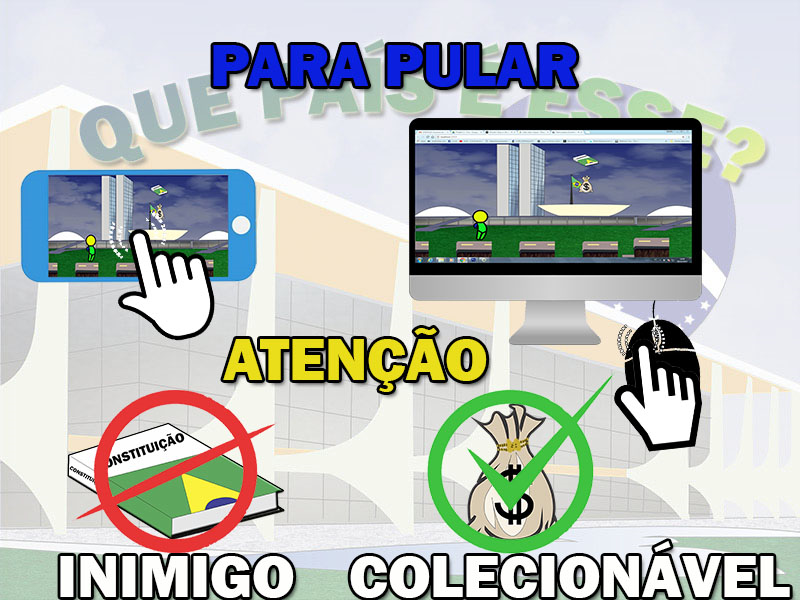 PARA PULAR
QUE PAÍS É ESSE?
ATENÇÃO
CONSTITUIÇÃO
INIMIGO
COLECIONÁVEL